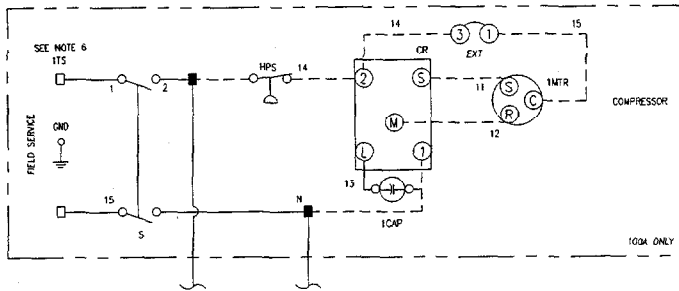 14
15
SEE NOTE 6
1TS
HPS
14
CR
3
1
EXT
2
S
1
2
11
1MTR
S
C
R
M
12
COMPRESSOR
GND
FIELD SERVICE
L
1
13
15
N
1CAP
S
100A ONLY